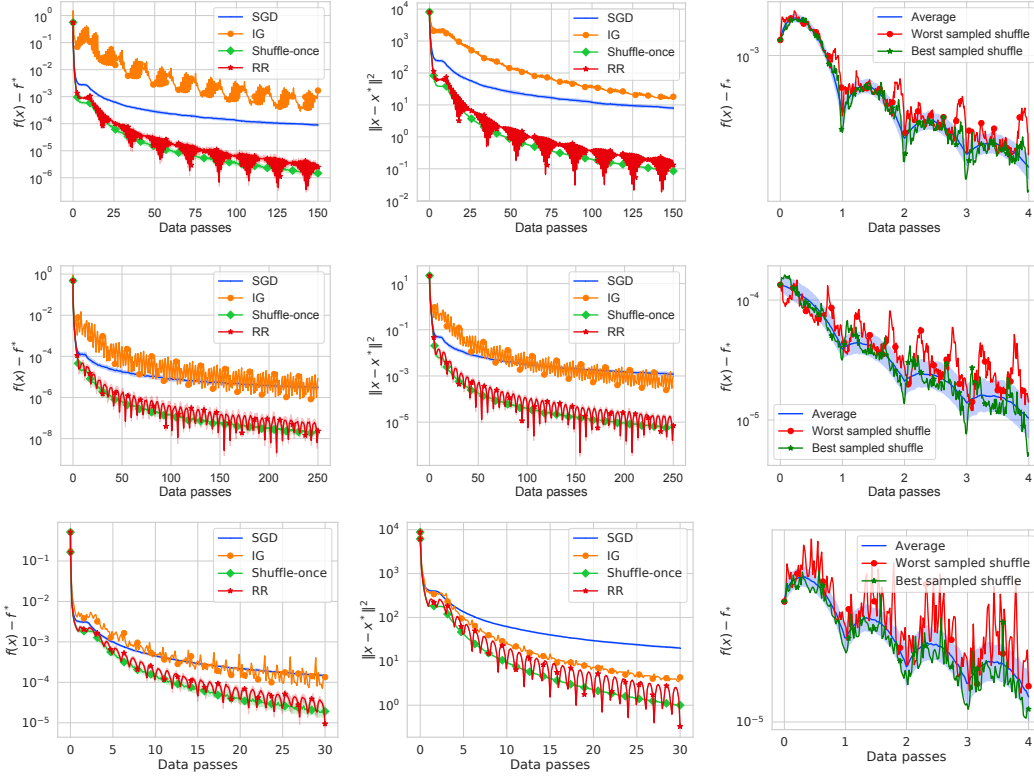 f(x) − f*
10^0
10^-1
10^-2
10^-3
10^-4
10^-5
10^-6
SGD
IG
Shuffle-once
RR
0 25 50 75 100 125 150
Data passes
‖x − x*‖²
10^4
10^3
10^2
10^1
10^0
10^-1
10^-2
SGD
IG
Shuffle-once
RR
0 25 50 75 100 125 150
Data passes
f(x) − f*
10^-3
Average
Worst sampled shuffle
Best sampled shuffle
0 1 2 3 4
Data passes
f(x) − f*
10^0
10^-2
10^-4
10^-6
10^-8
SGD
IG
Shuffle-once
RR
0 50 100 150 200 250
Data passes
‖x − x*‖²
10^1
10^-1
10^-3
10^-5
SGD
IG
Shuffle-once
RR
0 50 100 150 200 250
Data passes
f(x) − f*
10^-4
10^-5
Average
Worst sampled shuffle
Best sampled shuffle
0 1 2 3 4
Data passes
f(x) − f*
10^-1
10^-2
10^-3
10^-4
10^-5
SGD
IG
Shuffle-once
RR
0 5 10 15 20 25 30
Data passes
‖x − x*‖²
10^4
10^3
10^2
10^1
10^0
SGD
IG
Shuffle-once
RR
0 5 10 15 20 25 30
Data passes
f(x) − f*
10^-5
Average
Worst sampled shuffle
Best sampled shuffle
0 1 2 3 4
Data passes